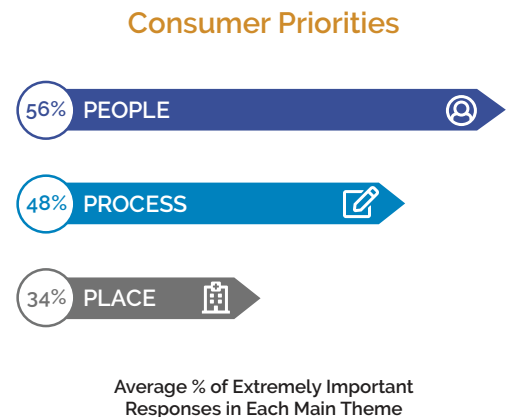 Consumer Priorities
56% PEOPLE
48% PROCESS
34% PLACE
Average % of Extremely Important
Responses in Each Main Theme